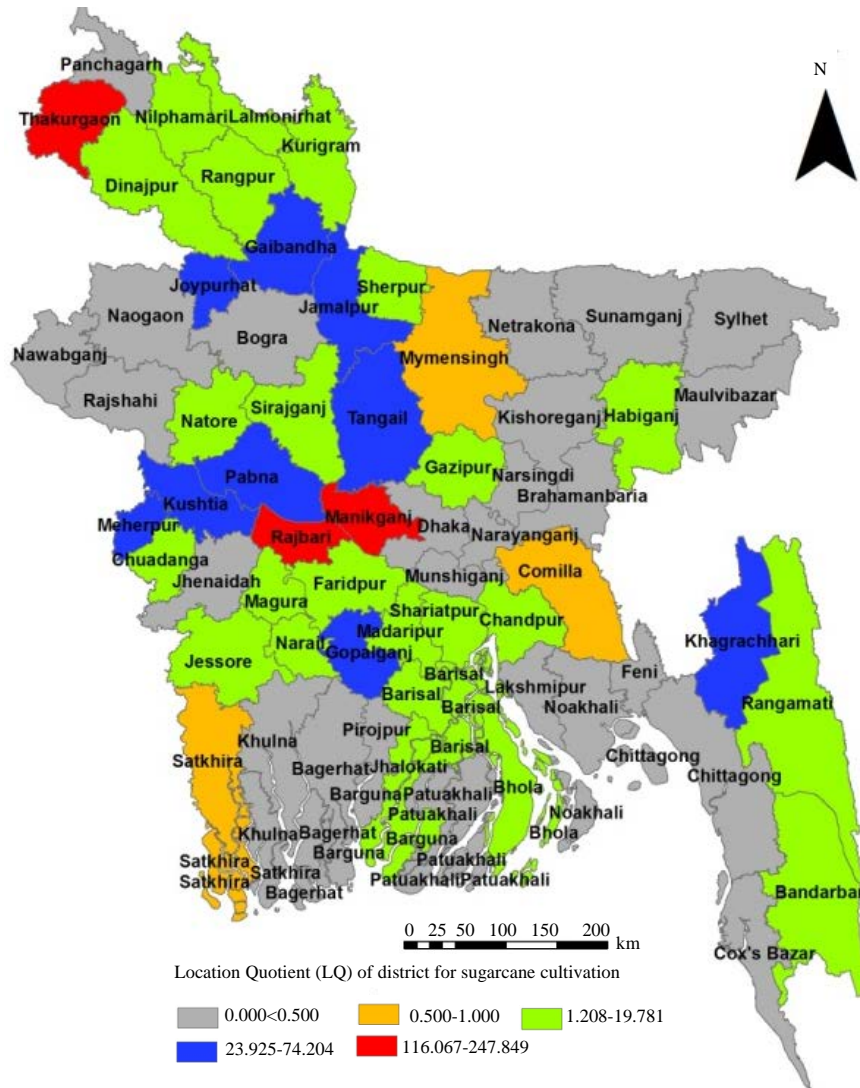 N
Panchagarh
Thakurgaon
Nilphamari
Lalmonirhat
Kurigram
Dinajpur
Rangpur
Gaibandha
Joypurhat
Jamalpur
Sherpur
Naogaon
Bogra
Mymensingh
Netrakona
Sunamganj
Sylhet
Nawabganj
Rajshahi
Natore
Sirajganj
Tangail
Kishoreganj
Habiganj
Maulvibazar
Gazipur
Narsingdi
Brahamanbaria
Pabna
Kushtia
Meherpur
Chuadanga
Manikganj
Rajbari
Dhaka
Narayanganj
Jhenaidah
Magura
Faridpur
Munshiganj
Comilla
Shariatpur
Chandpur
Madaripur
Narail
Gopalganj
Jessore
Khagrachhari
Rangamati
Feni
Barisal
Lakshmipur
Barisal
Barisal
Noakhali
Pirojpur
Barisal
Khulna
Satkhira
Bagerhat
Jhalokati
Chittagong
Chittagong
Barguna
Patuakhali
Bhola
Noakhali
Bhola
Patuakhali
Khulna
Bagerhat
Barguna
Barguna
Patuakhali
Satkhira
Satkhira
Satkhira
Bagerhat
Patuakhali
Patuakhali
Bandarban
Cox's Bazar
0 25 50 100 150 200
km
Location Quotient (LQ) of district for sugarcane cultivation
0.000<0.500
0.500-1.000
1.208-19.781
23.925-74.204
116.067-247.849